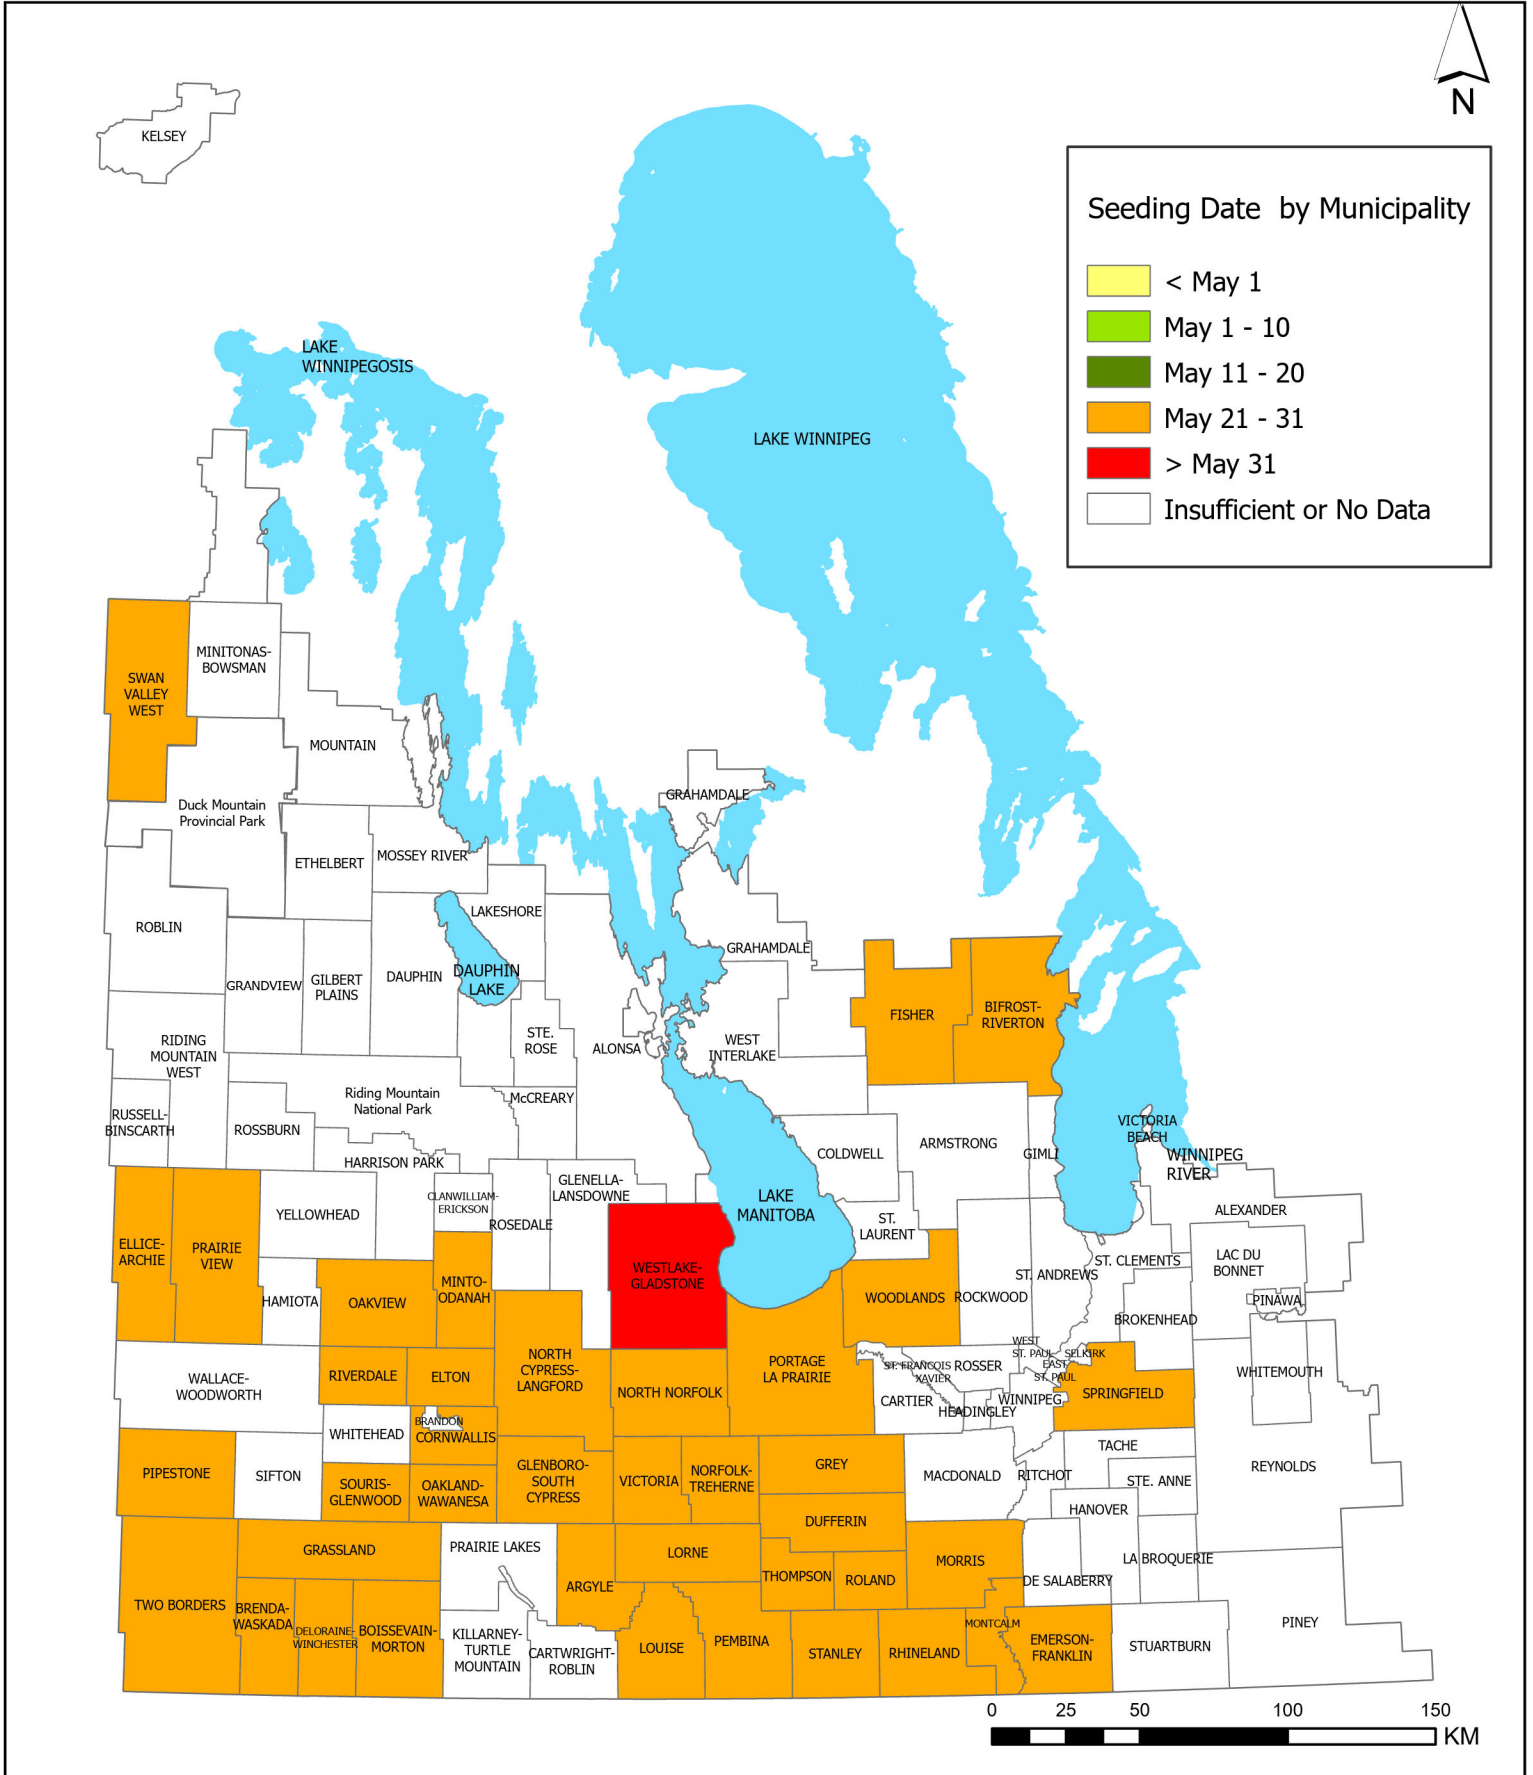 N
KELSEY
Seeding Date  by Municipality
< May 1
May 1 - 10
May 11 - 20
May 21 - 31
> May 31
Insufficient or No Data
LAKE
WINNIPEGOSIS
LAKE WINNIPEG
MINITONAS-
BOWSMAN
SWAN
VALLEY
WEST
MOUNTAIN
Duck Mountain
Provincial Park
GRAHAMDALE
ETHELBERT
MOSSEY RIVER
LAKESHORE
ROBLIN
GRAHAMDALE
GRANDVIEW
GILBERT
PLAINS
DAUPHIN
DAUPHIN
LAKE
FISHER
BIFROST-
RIVERTON
RIDING
MOUNTAIN
WEST
STE.
ROSE
ALONSA
WEST
INTERLAKE
Riding Mountain
National Park
McCREARY
RUSSELL-
BINSCARTH
ROSSBURN
HARRISON PARK
COLDWELL
ARMSTRONG
GIMLI
VICTORIA
BEACH
WINNIPEG
RIVER
GLENELLA-
LANSDOWNE
CLANWILLIAM-
ERICKSON
ROSEDALE
YELLOWHEAD
LAKE
MANITOBA
ST.
LAURENT
ALEXANDER
ELLICE-
ARCHIE
PRAIRIE
VIEW
HAMIOTA
OAKVIEW
MINTO-
ODANAH
WESTLAKE-
GLADSTONE
WOODLANDS
ROCKWOOD
ST. ANDREWS
ST. CLEMENTS
LAC DU
BONNET
PINAWA
BROKENHEAD
WALLACE-
WOODWORTH
RIVERDALE
ELTON
NORTH
CYPRESS-
LANGFORD
NORTH NORFOLK
PORTAGE
LA PRAIRIE
ST. FRANCOIS
XAVIER
ROSSER
WEST
ST. PAUL
SELKIRK
EAST
ST. PAUL
CARTIER
HEADINGLEY
WINNIPEG
SPRINGFIELD
WHITEMOUTH
WHITEHEAD
BRANDON
CORNWALLIS
PIPESTONE
SIFTON
SOURIS-
GLENWOOD
OAKLAND-
WAWANESA
GLENBORO-
SOUTH
CYPRESS
VICTORIA
NORFOLK-
TREHERNE
GREY
MACDONALD
RITCHOT
TACHE
STE. ANNE
REYNOLDS
HANOVER
DUFFERIN
GRASSLAND
PRAIRIE LAKES
ARGYLE
LORNE
THOMPSON
ROLAND
MORRIS
DE SALABERRY
LA BROQUERIE
TWO BORDERS
BRENDA-
WASKADA
DELORAINE-
WINCHESTER
BOISSEVAIN-
MORTON
KILLARNEY-
TURTLE
MOUNTAIN
CARTWRIGHT-
ROBLIN
LOUISE
PEMBINA
STANLEY
RHINELAND
MONTCALM
EMERSON-
FRANKLIN
STUARTBURN
PINEY
0 25 50 100 150
KM